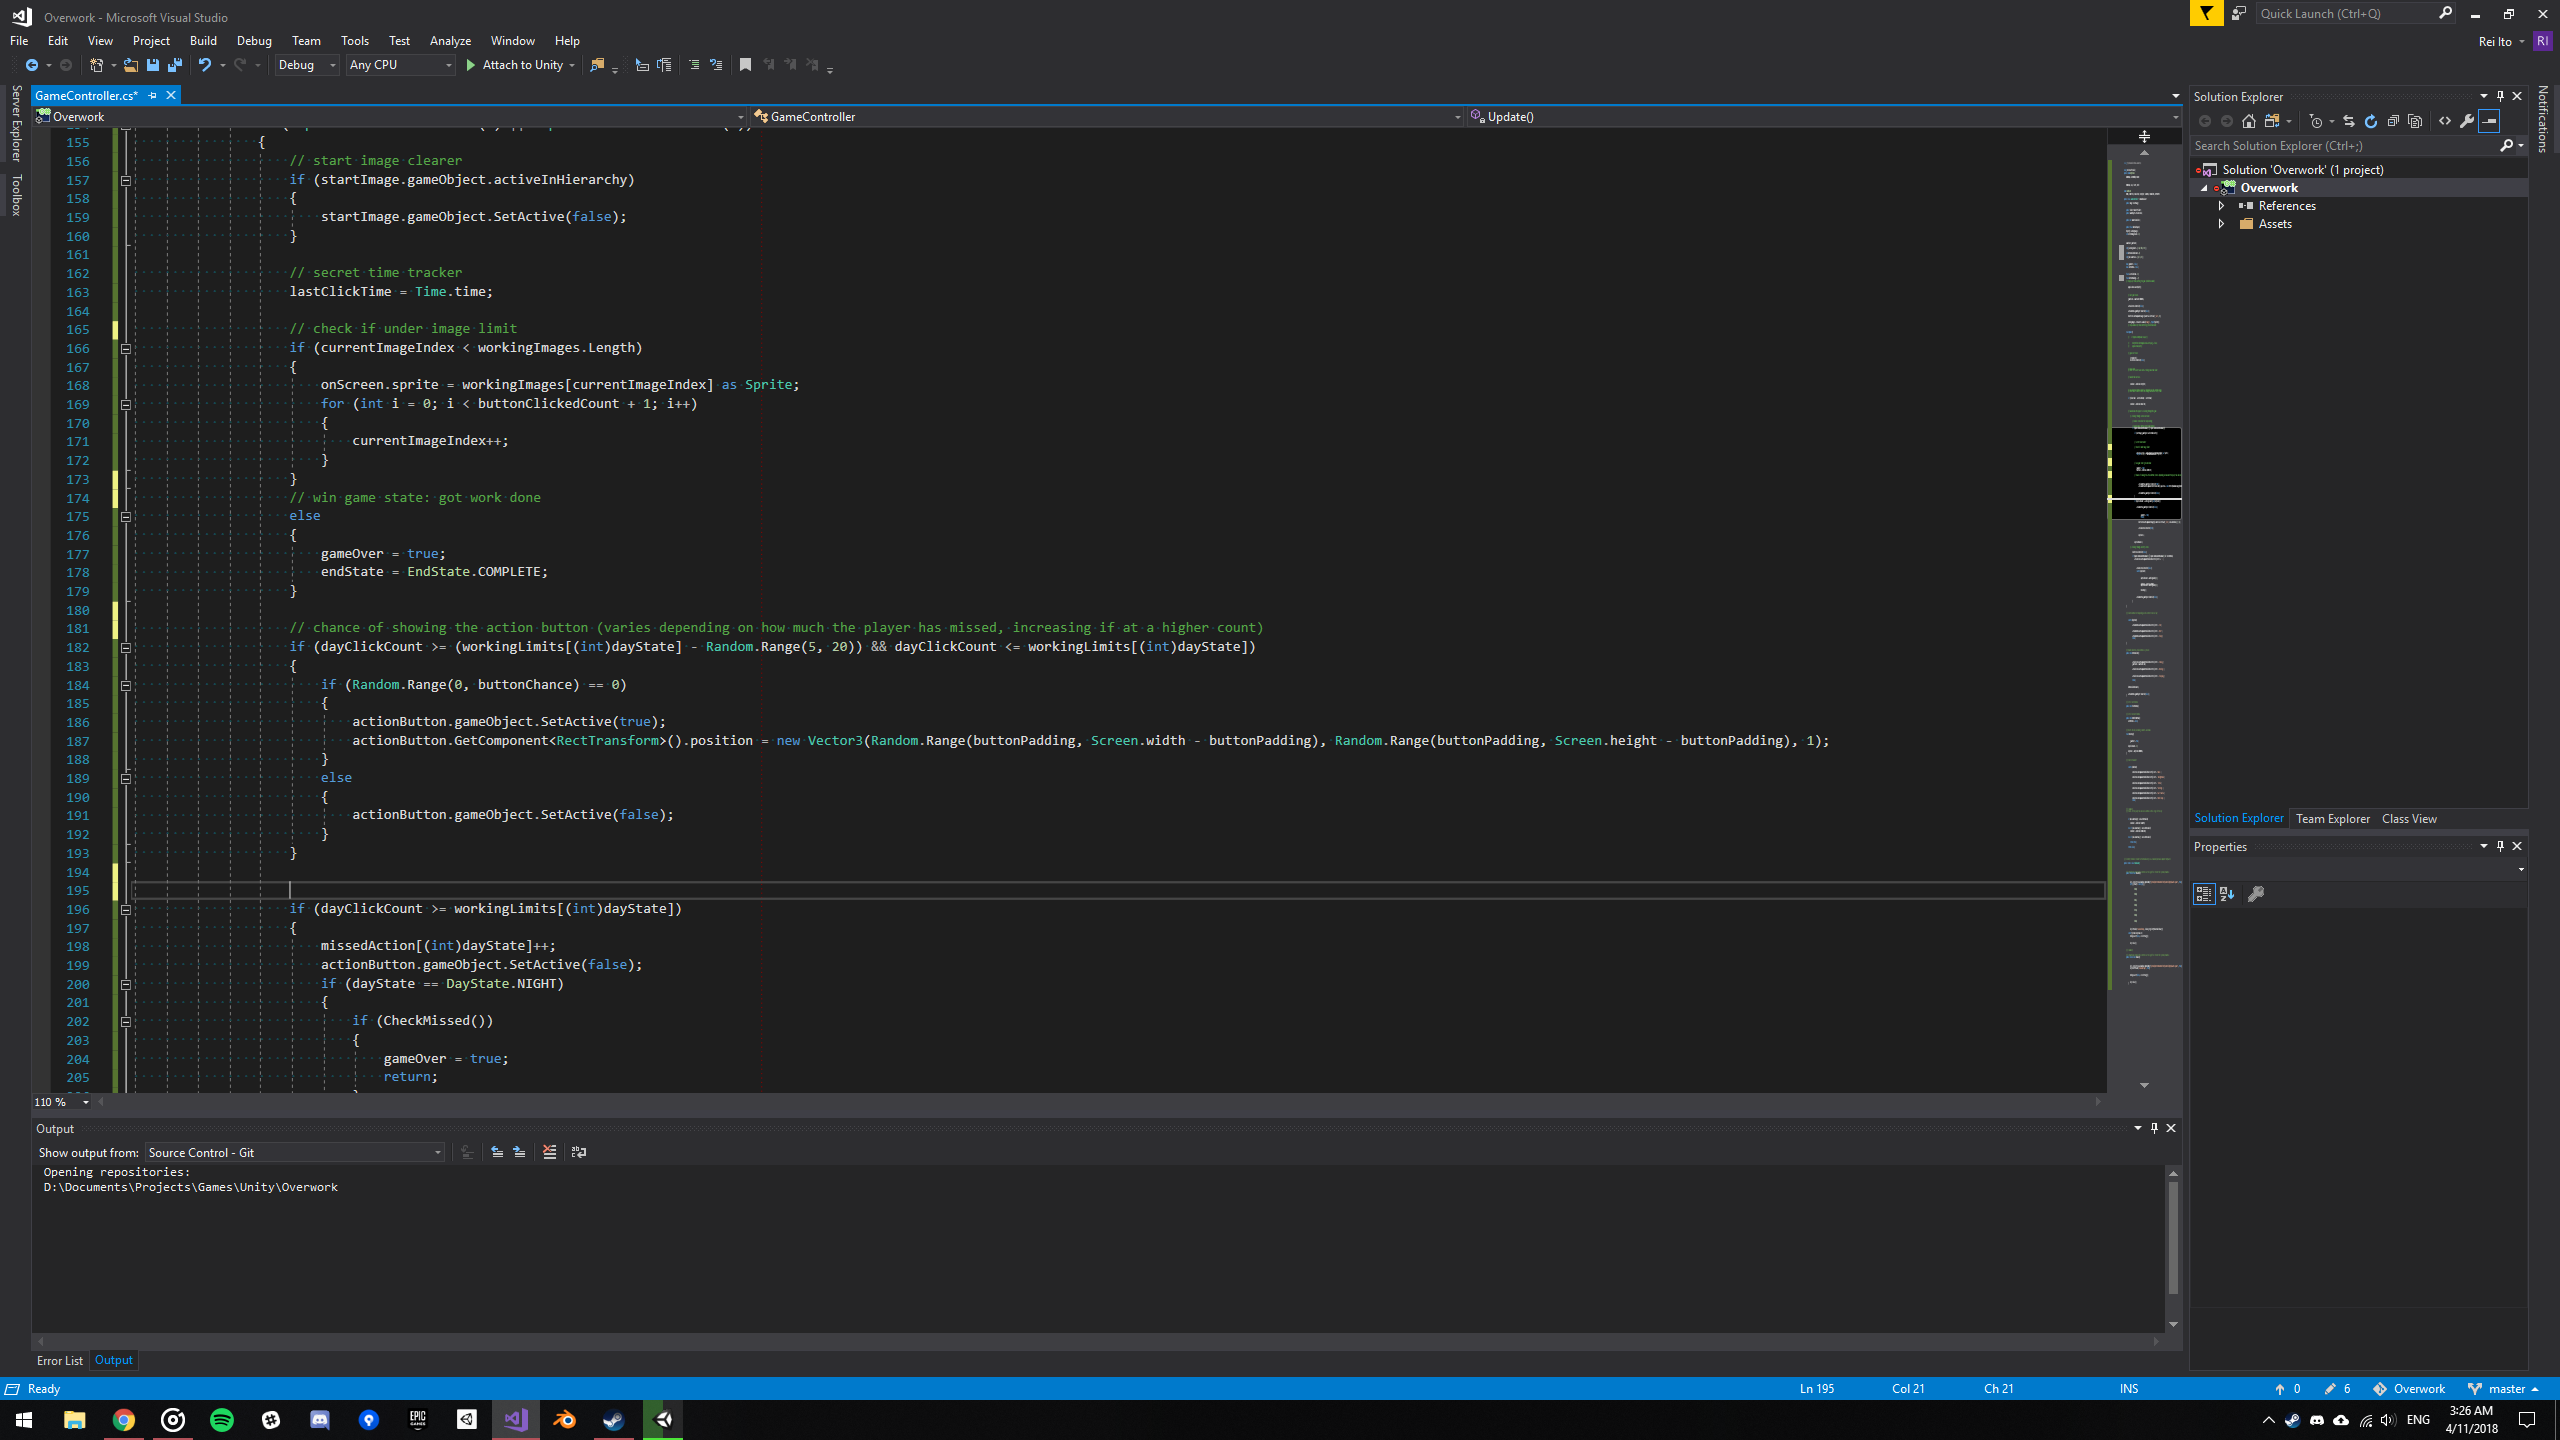 Overwork - Microsoft Visual Studio
Quick Launch (Ctrl+Q)
File Edit View Project Build Debug Team Tools Test Analyze Window Help
Rei Ito RI
Debug Any CPU Attach to Unity
Server Explorer
Toolbox
GameController.cs*
Overwork GameController Update()
155 {
156 // start image clearer
157 if (startImage.gameObject.activeInHierarchy)
158 {
159 startImage.gameObject.SetActive(false);
160 }
161
162 // secret time tracker
163 lastClickTime = Time.time;
164
165 // check if under image limit
166 if (currentImageIndex < workingImages.Length)
167 {
168 onScreen.sprite = workingImages[currentImageIndex] as Sprite;
169 for (int i = 0; i < buttonClickedCount + 1; i++)
170 {
171 currentImageIndex++;
172 }
173 }
174 // win game state: got work done
175 else
176 {
177 gameOver = true;
178 endState = EndState.COMPLETE;
179 }
180
181 // chance of showing the action button (varies depending on how much the player has missed, increasing if at a higher count)
182 if (dayClickCount >= (workingLimits[(int)dayState] - Random.Range(5, 20)) && dayClickCount <= workingLimits[(int)dayState])
183 {
184 if (Random.Range(0, buttonChance) == 0)
185 {
186 actionButton.gameObject.SetActive(true);
187 actionButton.GetComponent<RectTransform>().position = new Vector3(Random.Range(buttonPadding, Screen.width - buttonPadding), Random.Range(buttonPadding, Screen.height - buttonPadding), 1);
188 }
189 else
190 {
191 actionButton.gameObject.SetActive(false);
192 }
193 }
194
195
196 if (dayClickCount >= workingLimits[(int)dayState])
197 {
198 missedAction[(int)dayState]++;
199 actionButton.gameObject.SetActive(false);
200 if (dayState == DayState.NIGHT)
201 {
202 if (CheckMissed())
203 {
204 gameOver = true;
205 return;
110 %
Output
Show output from: Source Control - Git
Opening repositories:
D:\Documents\Projects\Games\Unity\Overwork
Error List Output
Solution Explorer
Search Solution Explorer (Ctrl+;)
Solution 'Overwork' (1 project)
Overwork
References
Assets
Solution Explorer Team Explorer Class View
Properties
Notifications
Ready Ln 195 Col 21 Ch 21 INS 0 6 Overwork master
EPIC GAMES
ENG
3:26 AM
4/11/2018